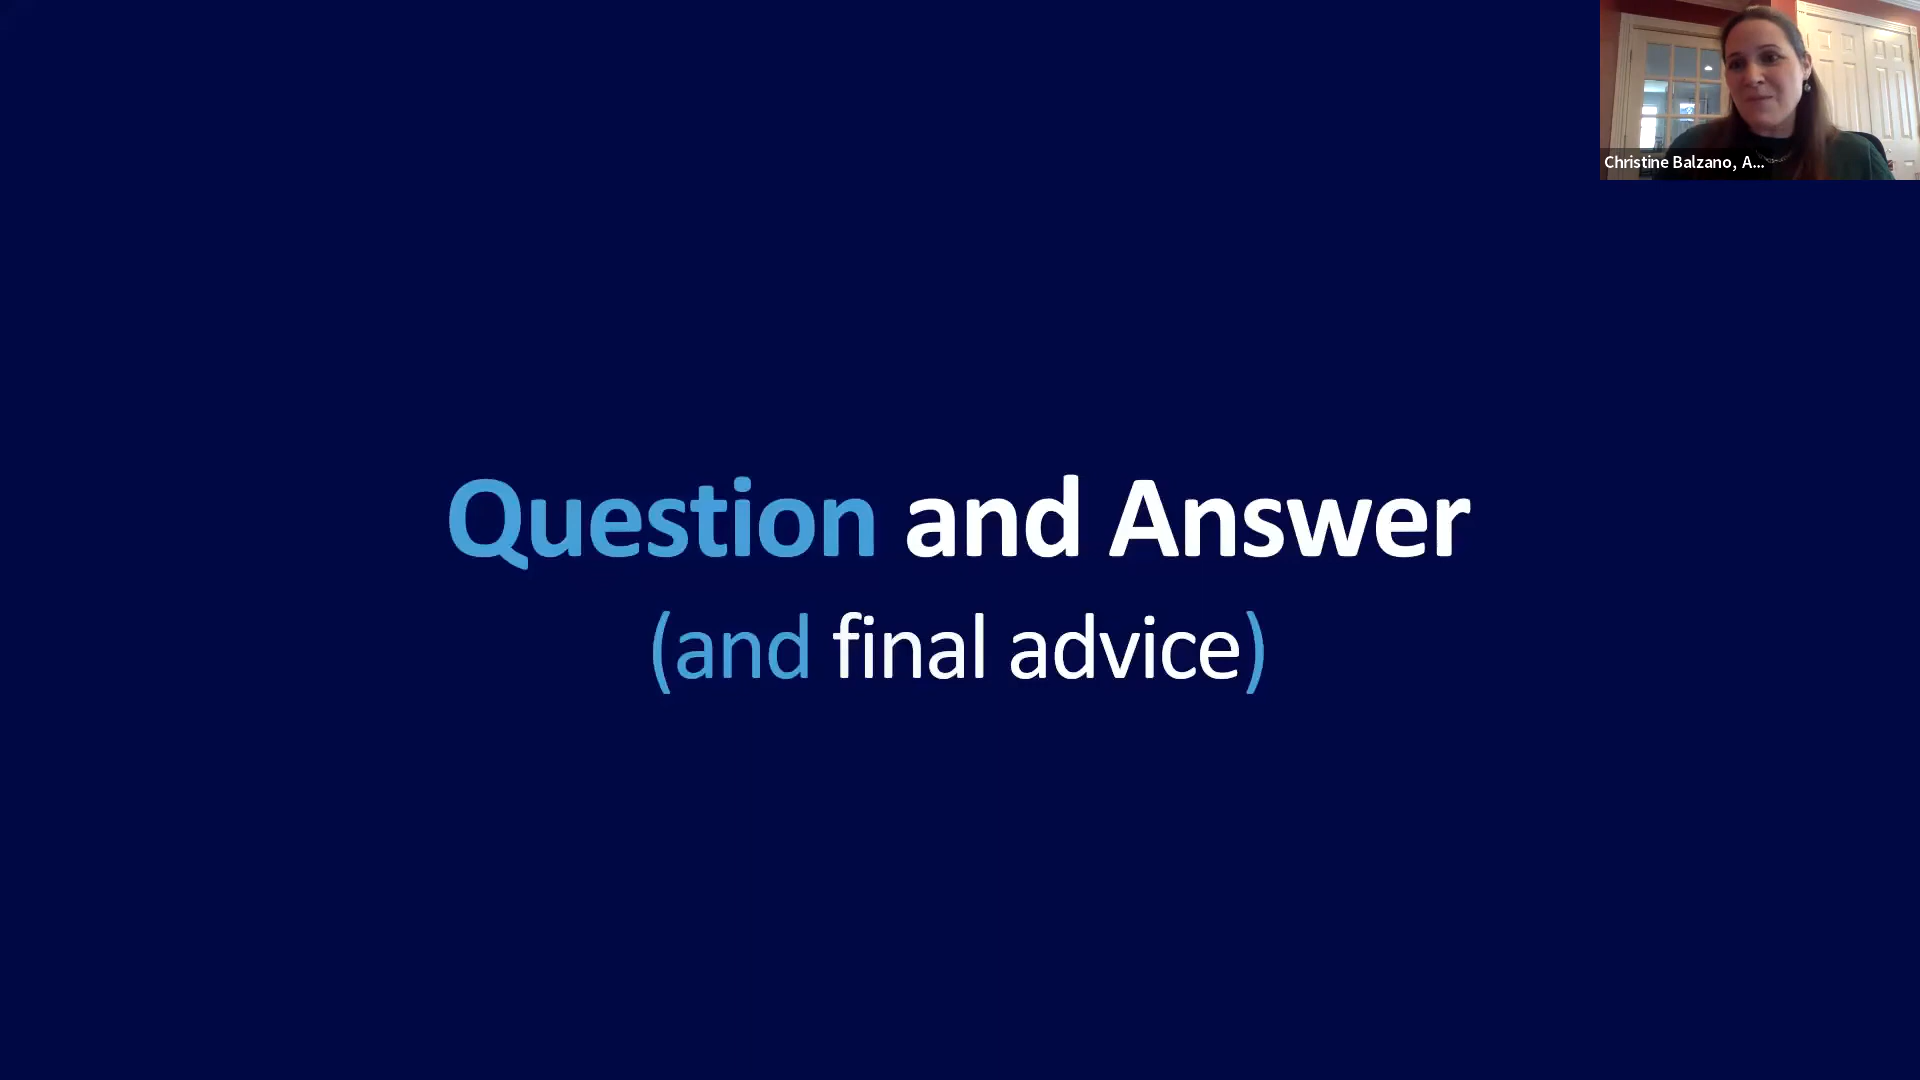 Christine Balzano, A...
Question and Answer
(and final advice)